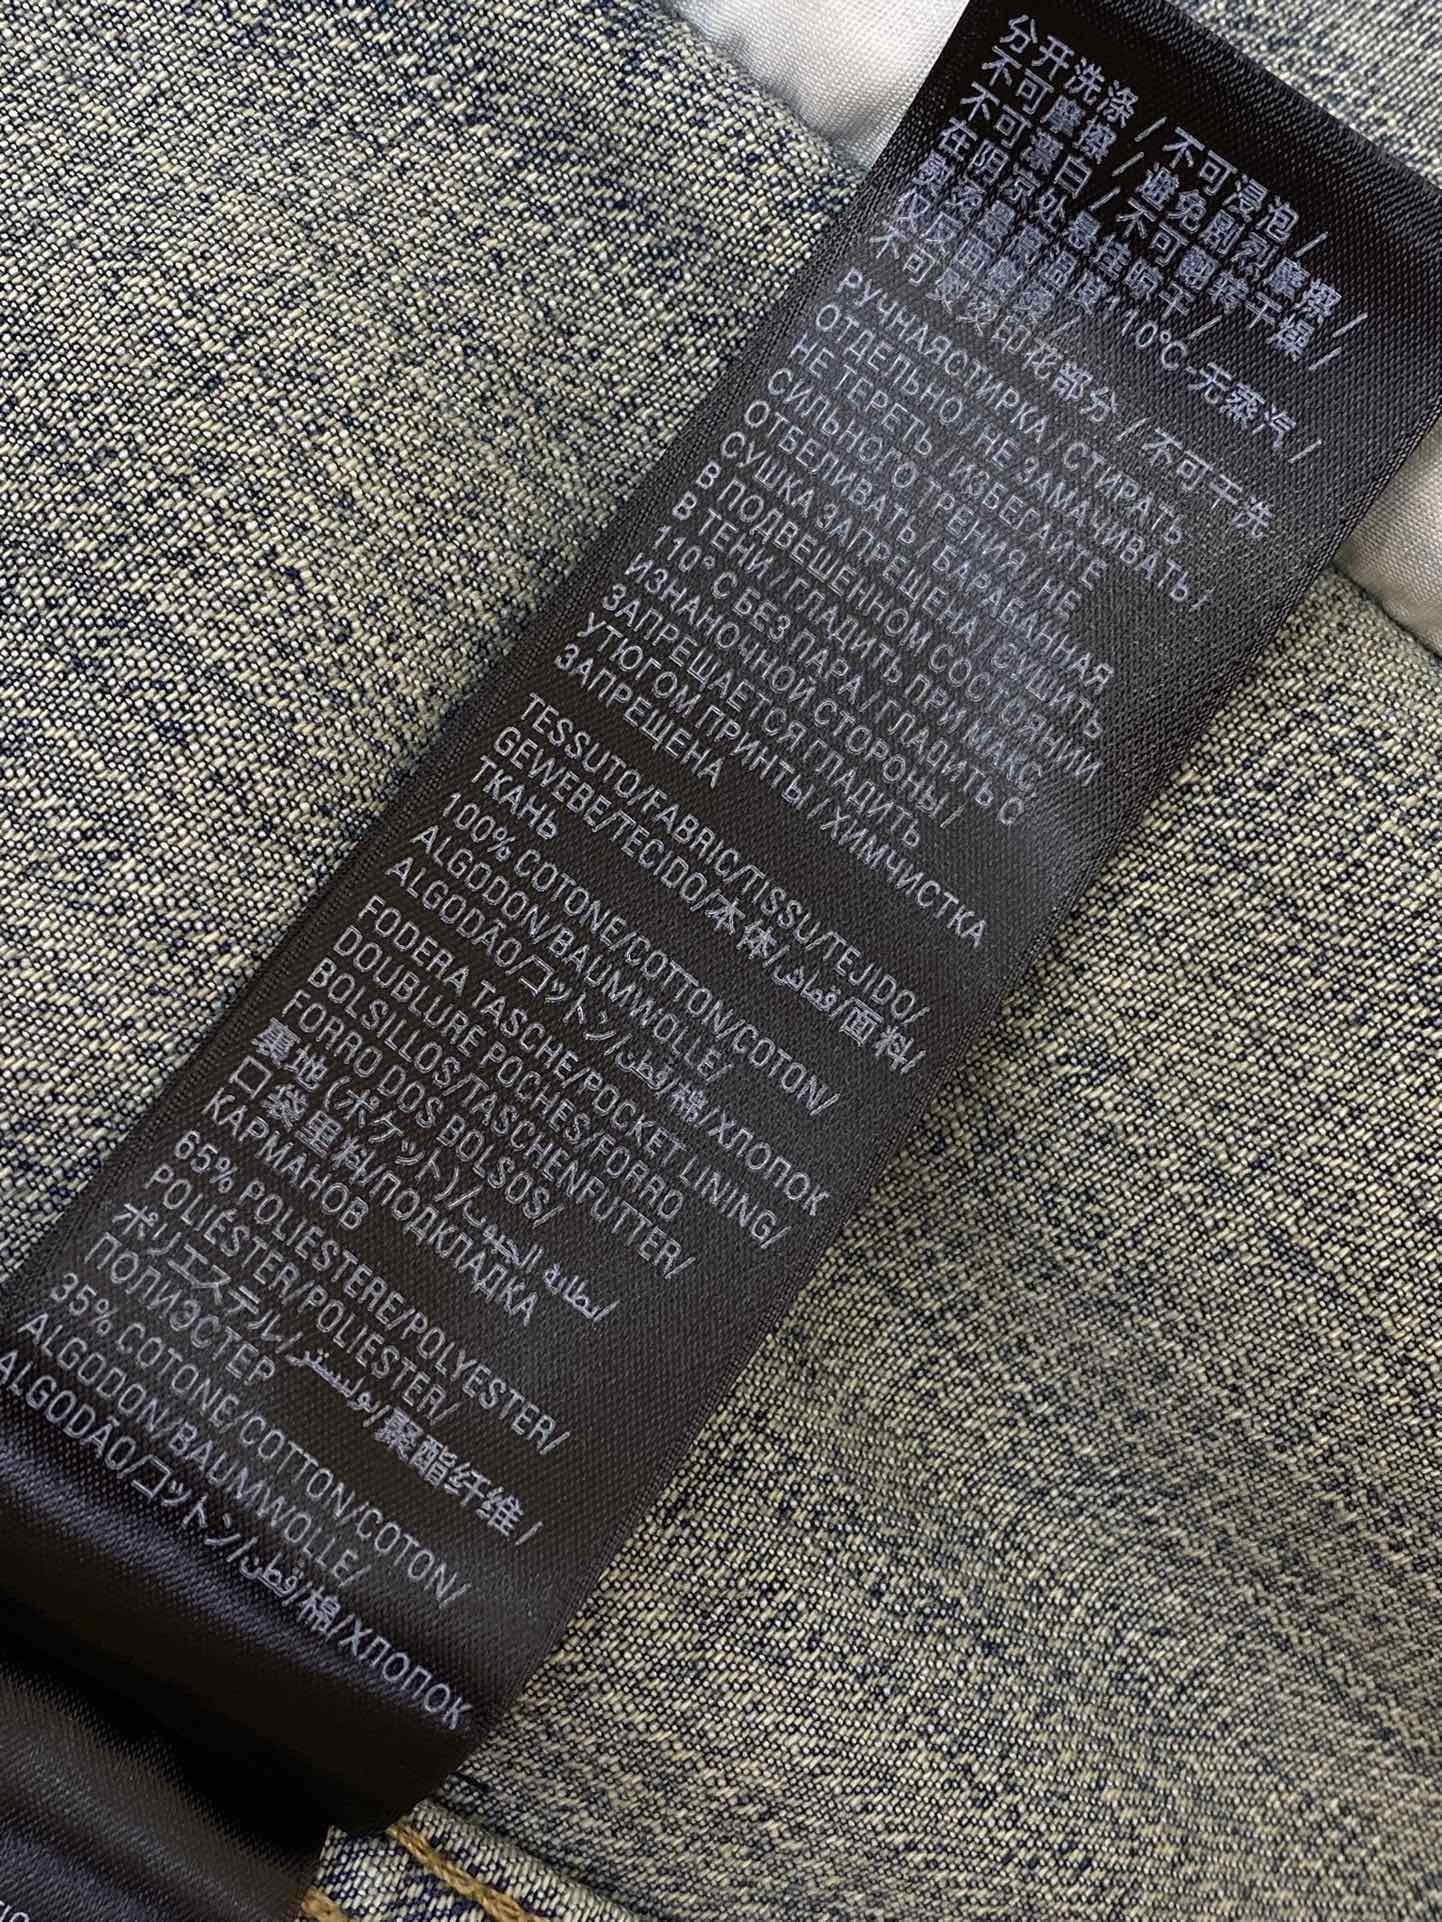 分开洗涤 / 不可浸泡 /
不可摩擦 / 避免剧烈摩擦 /
不可漂白 / 不可翻转干燥 /
在阴凉处悬挂晾干 /
熨烫最高温度110℃ 无蒸汽 /
仅反面熨烫 /
不可熨烫印花部分 / 不可干洗
РУЧНАЯ СТИРКА / СТИРАТЬ
ОТДЕЛЬНО / НЕ ЗАМАЧИВАТЬ /
НЕ ТЕРЕТЬ / ИЗБЕГАЙТЕ
СИЛЬНОГО ТРЕНИЯ / НЕ
ОТБЕЛИВАТЬ / БАРАБАННАЯ
СУШКА ЗАПРЕЩЕНА / СУШИТЬ
В ПОДВЕШЕННОМ СОСТОЯНИИ
В ТЕНИ / ГЛАДИТЬ ПРИ МАКС.
110° C БЕЗ ПАРА / ГЛАДИТЬ С
ИЗНАНОЧНОЙ СТОРОНЫ /
ЗАПРЕЩАЕТСЯ ГЛАДИТЬ
УТЮГОМ ПРИНТЫ / ХИМЧИСТКА
ЗАПРЕЩЕНА
TESSUTO/FABRIC/TISSU/TEJIDO/
GEWEBE/TECIDO/本体/قماش/面料/
ТКАНЬ
100% COTONE/COTTON/COTON/
ALGODON/BAUMWOLLE/
ALGODÃO/コットン/قطن/棉/ХЛОПОК
FODERA TASCHE/POCKET LINING/
DOUBLURE POCHES/FORRO
BOLSILLOS/TASCHENFUTTER/
FORRO DOS BOLSOS/
裏地 (ポケット)/بطانة الجيوب/
口袋里料/ПОДКЛАДКА
КАРМАНОВ
65% POLIESTERE/POLYESTER/
POLIÉSTER/POLIESTER/
ポリエステル/بوليستر/聚酯纤维 /
ПОЛИЭСТЕР
35% COTONE/COTTON/COTON/
ALGODON/BAUMWOLLE/
ALGODÃO/コットン/قطن/棉/ХЛОПОК